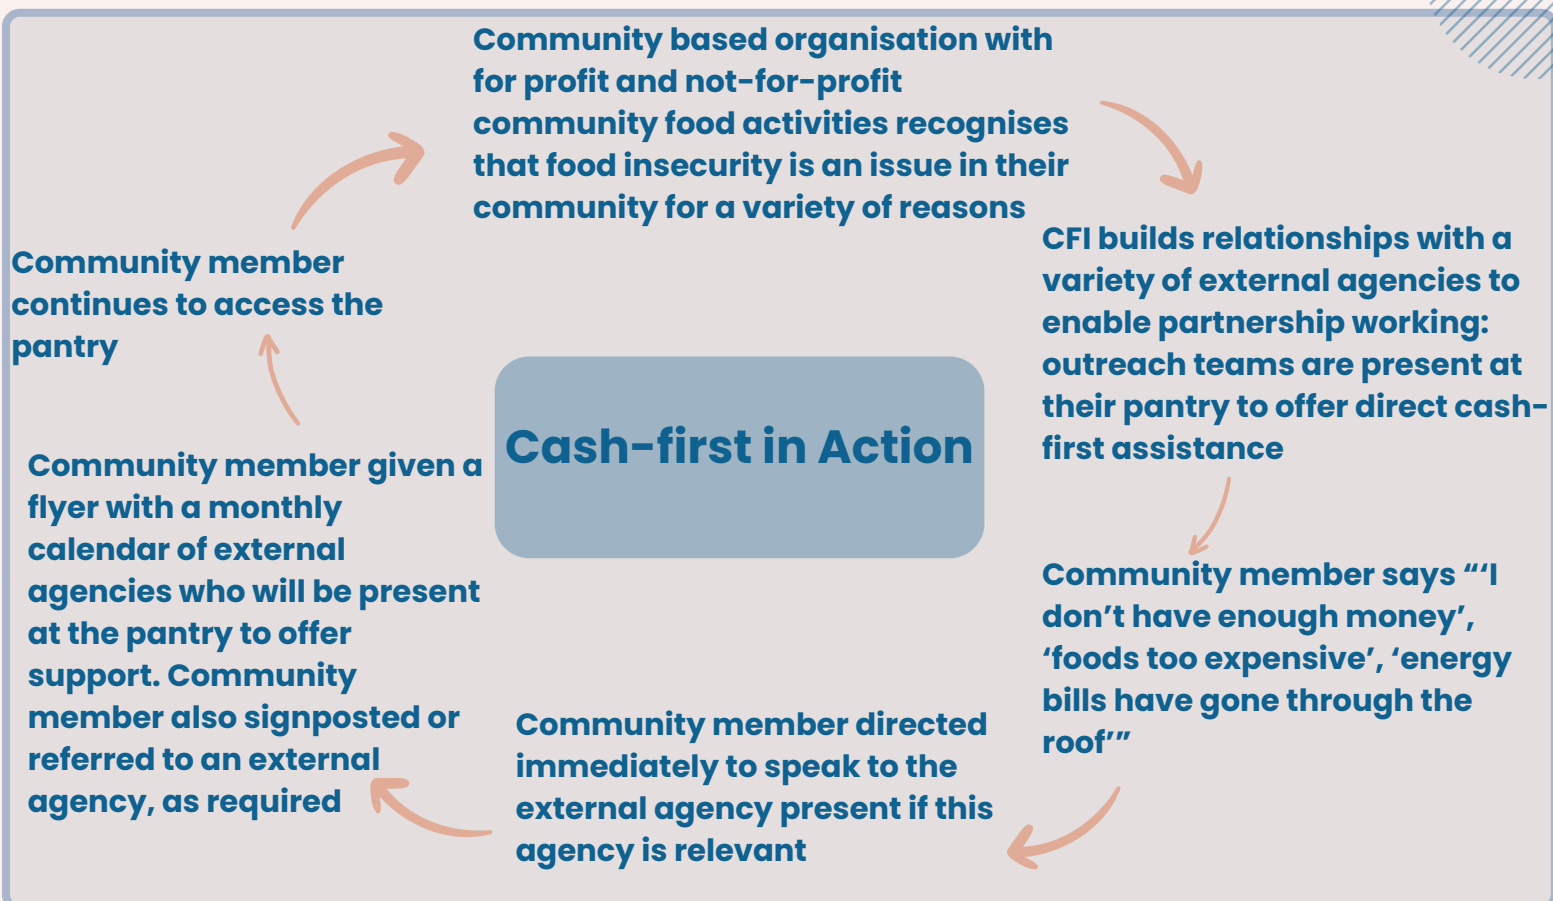 Community based organisation with
for profit and not-for-profit
community food activities recognises
that food insecurity is an issue in their
community for a variety of reasons
CFI builds relationships with a
variety of external agencies to
enable partnership working:
outreach teams are present at
their pantry to offer direct cash-
first assistance
Community member says “‘I
don’t have enough money’,
‘foods too expensive’, ‘energy
bills have gone through the
roof’”
Community member directed
immediately to speak to the
external agency present if this
agency is relevant
Community member given a
flyer with a monthly
calendar of external
agencies who will be present
at the pantry to offer
support. Community
member also signposted or
referred to an external
agency, as required
Community member
continues to access the
pantry
Cash-first in Action